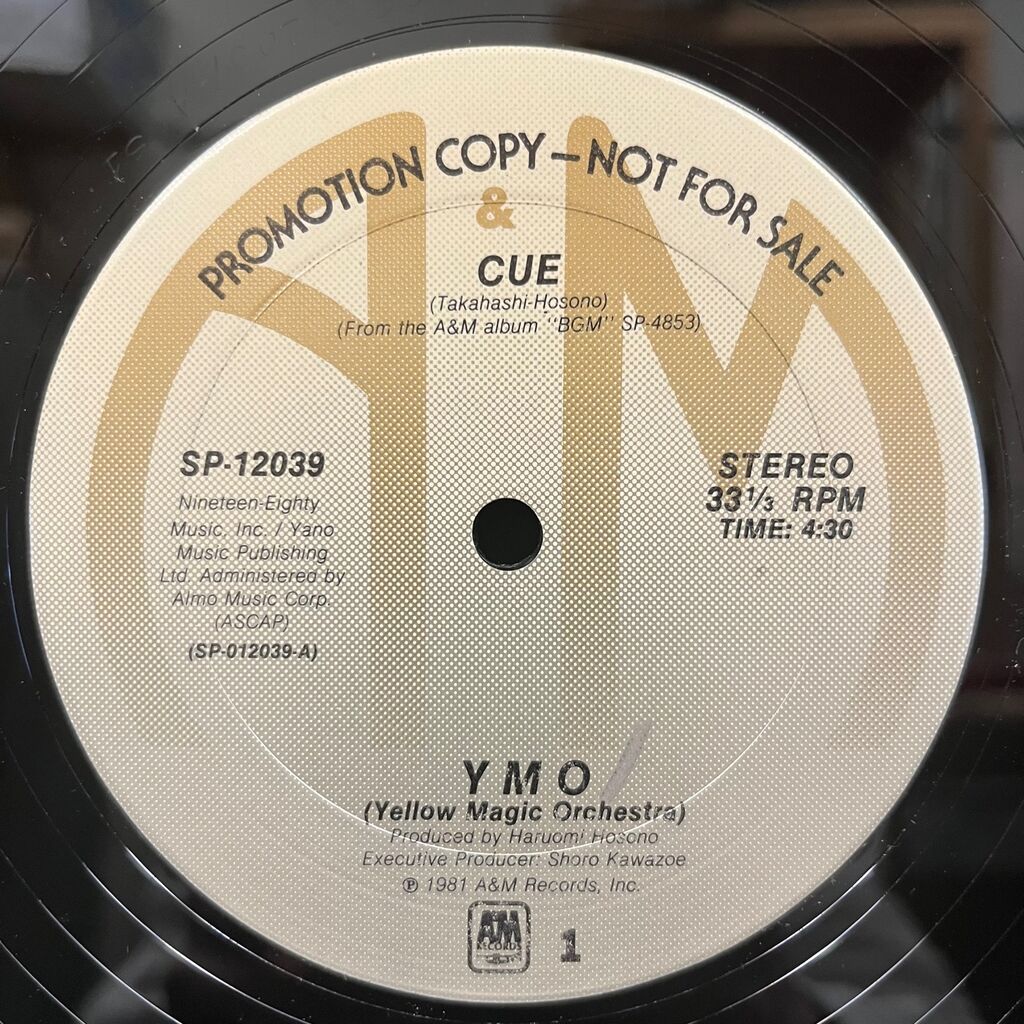 PROMOTION COPY — NOT FOR SALE
&
CUE
(Takahashi-Hosono)
(From the A&M album "BGM" SP-4853)
SP-12039
Nineteen-Eighty
Music, Inc. / Yano
Music Publishing
Ltd. Administered by
Almo Music Corp.
(ASCAP)
(SP-012039-A)
STEREO
33⅓ RPM
TIME: 4:30
Y M O
(Yellow Magic Orchestra)
Produced by Haruomi Hosono
Executive Producer: Shoro Kawazoe
℗ 1981 A&M Records, Inc.
A&M
RECORDS
1